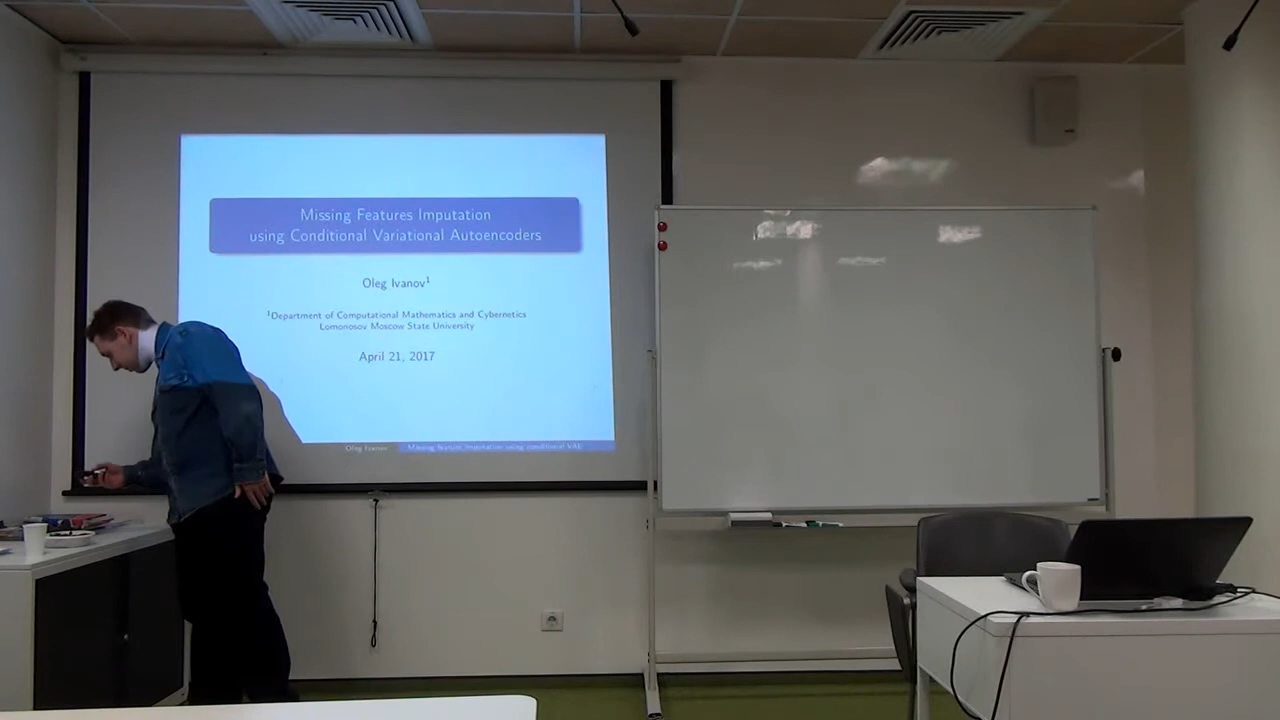 Missing Features Imputation
using Conditional Variational Autoencoders
Oleg Ivanov¹
¹Department of Computational Mathematics and Cybernetics
Lomonosov Moscow State University
April 21, 2017
Oleg Ivanov
Missing feature imputation using conditional VAE